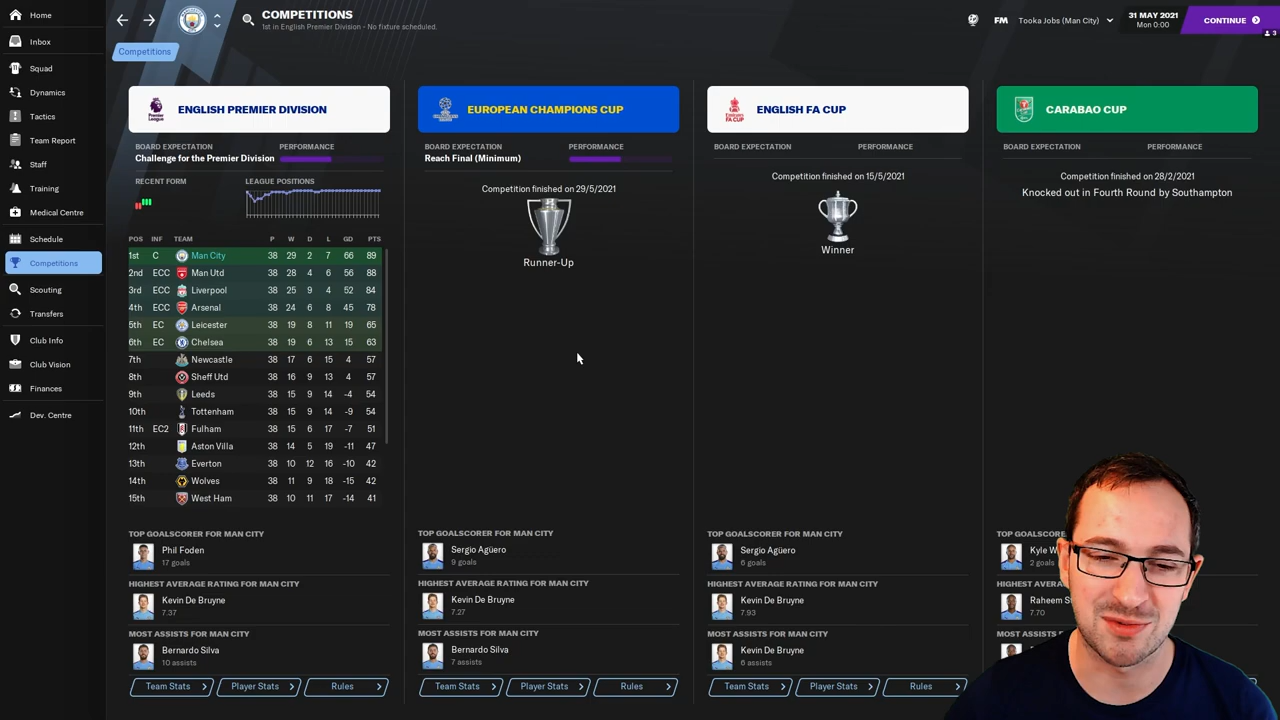 Home
Inbox
Squad
Dynamics
Tactics
Team Report
Staff
Training
Medical Centre
Schedule
Competitions
Scouting
Transfers
Club Info
Club Vision
Finances
Dev. Centre
COMPETITIONS
1st in English Premier Division - No fixture scheduled.
FM
Tooka Jobs (Man City)
31 MAY 2021
Mon 0:00
CONTINUE
3
Competitions
Premier League
ENGLISH PREMIER DIVISION
BOARD EXPECTATION PERFORMANCE
Challenge for the Premier Division
RECENT FORM LEAGUE POSITIONS
POS INF TEAM P W D L GD PTS
1st C Man City 38 29 2 7 66 89
2nd ECC Man Utd 38 28 4 6 56 88
3rd ECC Liverpool 38 25 9 4 52 84
4th ECC Arsenal 38 24 6 8 45 78
5th EC Leicester 38 19 8 11 19 65
6th EC Chelsea 38 19 6 13 15 63
7th Newcastle 38 17 6 15 4 57
8th Sheff Utd 38 16 9 13 4 57
9th Leeds 38 15 9 14 -4 54
10th Tottenham 38 15 9 14 -9 54
11th EC2 Fulham 38 15 6 17 -7 51
12th Aston Villa 38 14 5 19 -11 47
13th Everton 38 10 12 16 -10 42
14th Wolves 38 11 9 18 -15 42
15th West Ham 38 10 11 17 -14 41
TOP GOALSCORER FOR MAN CITY
Phil Foden
17 goals
HIGHEST AVERAGE RATING FOR MAN CITY
Kevin De Bruyne
7.37
MOST ASSISTS FOR MAN CITY
Bernardo Silva
10 assists
Team Stats
Player Stats
Rules
EUROPEAN CHAMPIONS CUP
BOARD EXPECTATION PERFORMANCE
Reach Final (Minimum)
Competition finished on 29/5/2021
Runner-Up
TOP GOALSCORER FOR MAN CITY
Sergio Agüero
9 goals
HIGHEST AVERAGE RATING FOR MAN CITY
Kevin De Bruyne
7.27
MOST ASSISTS FOR MAN CITY
Bernardo Silva
7 assists
Team Stats
Player Stats
Rules
ENGLISH FA CUP
BOARD EXPECTATION PERFORMANCE
Competition finished on 15/5/2021
Winner
TOP GOALSCORER FOR MAN CITY
Sergio Agüero
6 goals
HIGHEST AVERAGE RATING FOR MAN CITY
Kevin De Bruyne
7.93
MOST ASSISTS FOR MAN CITY
Kevin De Bruyne
6 assists
Team Stats
Player Stats
Rules
CARABAO CUP
BOARD EXPECTATION PERFORMANCE
Competition finished on 28/2/2021
Knocked out in Fourth Round by Southampton
TOP GOALSCORER FOR MAN CITY
Kyle W
2 goals
HIGHEST AVERA
Raheem S
7.70
MOST